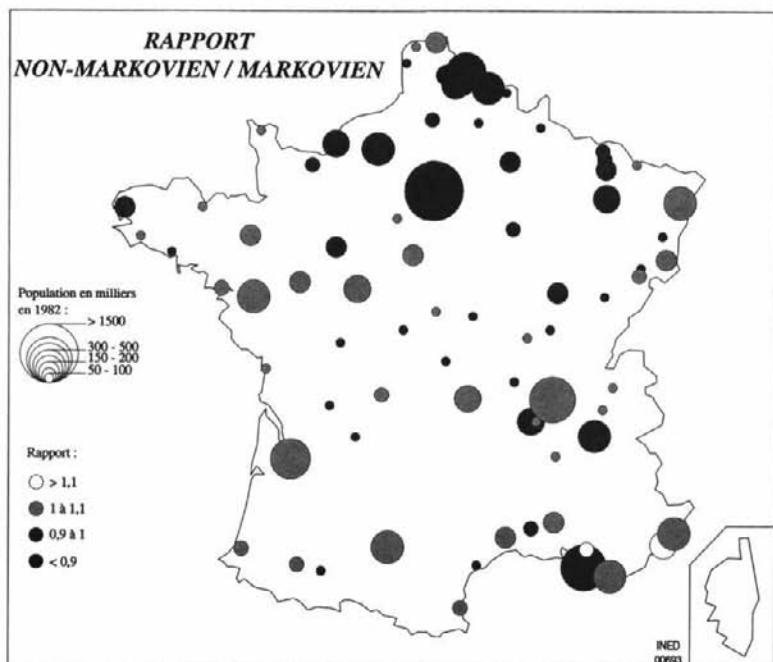 RAPPORT
NON-MARKOVIEN / MARKOVIEN
Population en milliers
en 1982 :
> 1500
300 - 500
150 - 200
50 - 100
Rapport :
> 1,1
1 à 1,1
0,9 à 1
< 0,9
INED
00693